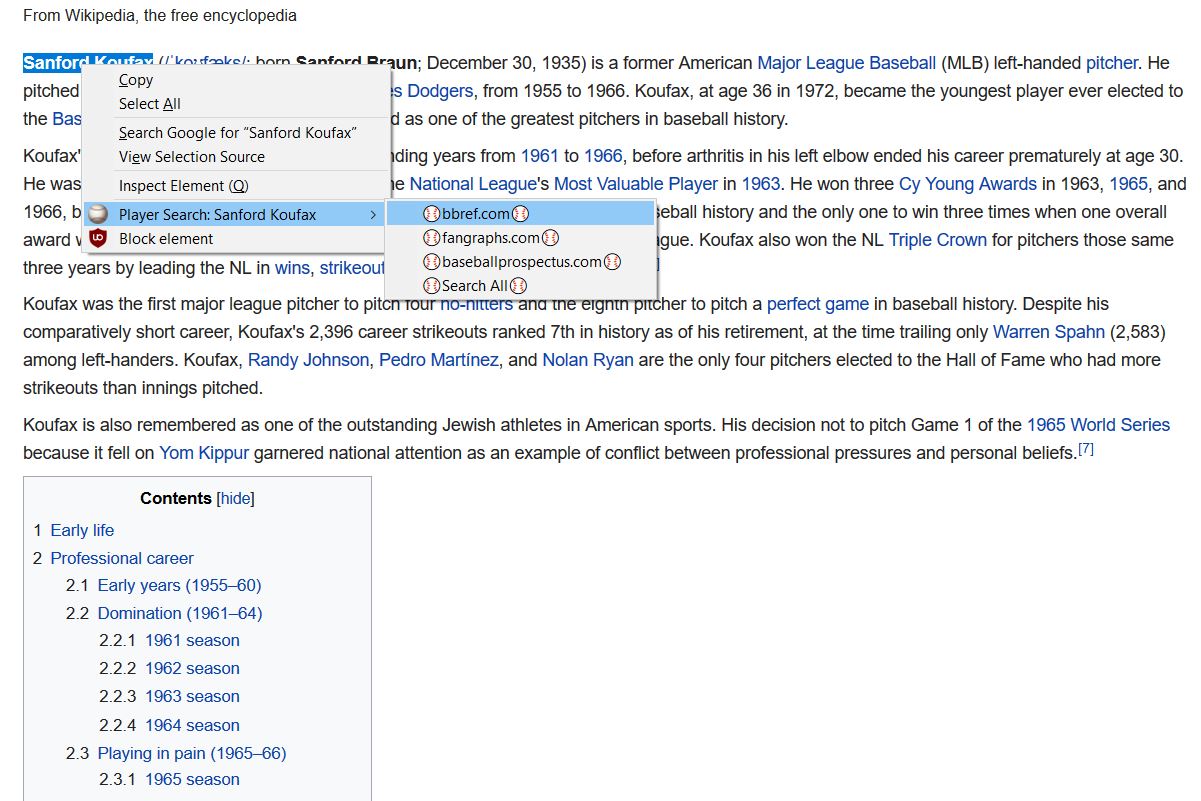 From Wikipedia, the free encyclopedia
Sanford Koufax (/ˈkoʊfæks/; born Sanford Braun; December 30, 1935) is a former American Major League Baseball (MLB) left-handed pitcher. He
pitched s Dodgers, from 1955 to 1966. Koufax, at age 36 in 1972, became the youngest player ever elected to
the Bas d as one of the greatest pitchers in baseball history.
Koufax' nding years from 1961 to 1966, before arthritis in his left elbow ended his career prematurely at age 30.
He was e National League's Most Valuable Player in 1963. He won three Cy Young Awards in 1963, 1965, and
1966, b seball history and the only one to win three times when one overall
award gue. Koufax also won the NL Triple Crown for pitchers those same
three years by leading the NL in wins, strikeout
Koufax was the first major league pitcher to pitch four no-hitters and the eighth pitcher to pitch a perfect game in baseball history. Despite his
comparatively short career, Koufax's 2,396 career strikeouts ranked 7th in history as of his retirement, at the time trailing only Warren Spahn (2,583)
among left-handers. Koufax, Randy Johnson, Pedro Martínez, and Nolan Ryan are the only four pitchers elected to the Hall of Fame who had more
strikeouts than innings pitched.
Koufax is also remembered as one of the outstanding Jewish athletes in American sports. His decision not to pitch Game 1 of the 1965 World Series
because it fell on Yom Kippur garnered national attention as an example of conflict between professional pressures and personal beliefs.[7]
Copy
Select All
Search Google for “Sanford Koufax”
View Selection Source
Inspect Element (Q)
Player Search: Sanford Koufax >
Block element
bbref.com
fangraphs.com
baseballprospectus.com
Search All
Contents [hide]
1 Early life
2 Professional career
2.1 Early years (1955–60)
2.2 Domination (1961–64)
2.2.1 1961 season
2.2.2 1962 season
2.2.3 1963 season
2.2.4 1964 season
2.3 Playing in pain (1965–66)
2.3.1 1965 season